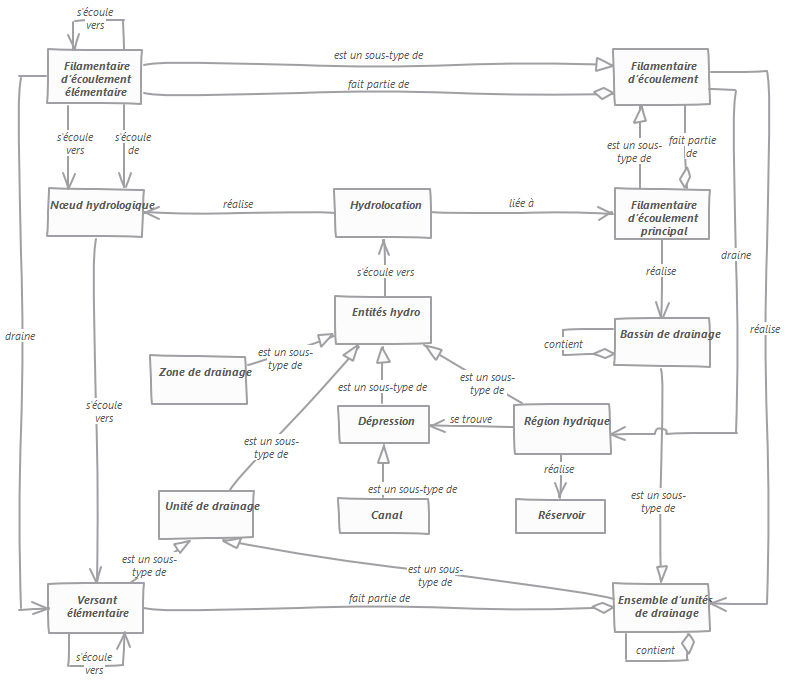 s'écoule
vers
Filamentaire
d'écoulement
élémentaire
est un sous-type de
fait partie de
Filamentaire
d'écoulement
s'écoule
vers
s'écoule
de
est un sous-
type de
fait partie
de
Nœud hydrologique
réalise
Hydrolocation
liée à
Filamentaire
d'écoulement
principal
draine
s'écoule vers
réalise
Entités hydro
draine
contient
Bassin de drainage
réalise
Zone de drainage
est un sous-
type de
est un sous-type de
est un sous-
type de
s'écoule
vers
Dépression
se trouve
Région hydrique
est un sous-
type de
est un sous-type de
réalise
est un sous-
type de
Unité de drainage
Canal
Réservoir
est un sous-
type de
est un sous-
type de
Versant
élémentaire
fait partie de
Ensemble d'unités
de drainage
s'écoule
vers
contient